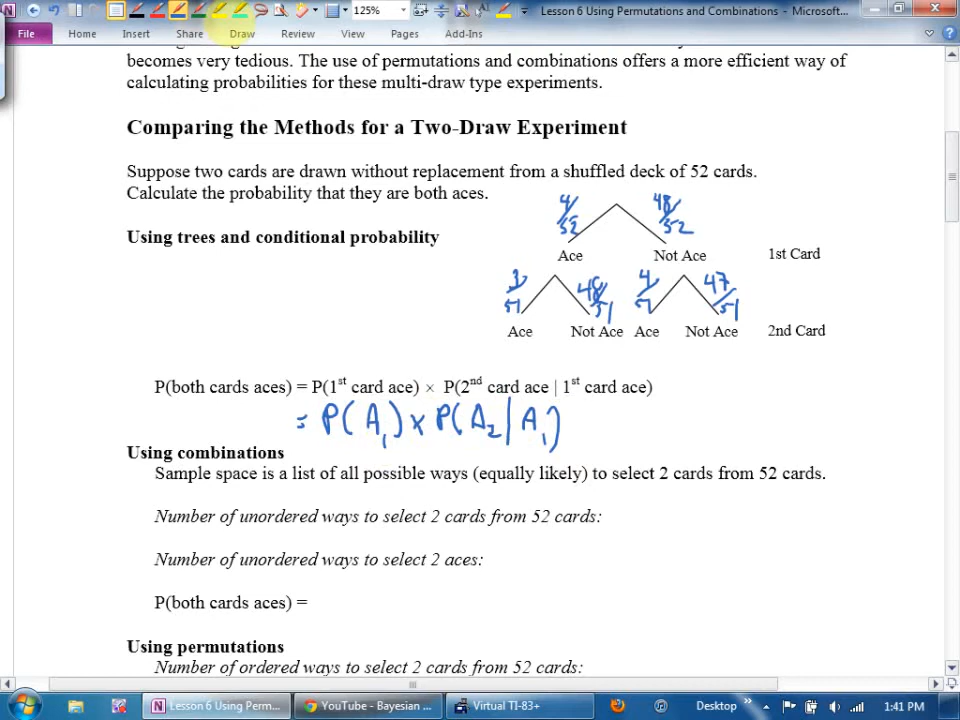 125% Lesson 6 Using Permutations and Combinations - Microsoft...
File Home Insert Share Draw Review View Pages Add-Ins
becomes very tedious. The use of permutations and combinations offers a more efficient way of
calculating probabilities for these multi-draw type experiments.
Comparing the Methods for a Two-Draw Experiment
Suppose two cards are drawn without replacement from a shuffled deck of 52 cards.
Calculate the probability that they are both aces.
4/52 48/52
Using trees and conditional probability
Ace Not Ace 1st Card
3/51 48/51 4/51 47/51
Ace Not Ace Ace Not Ace 2nd Card
P(both cards aces) = P(1st card ace) × P(2nd card ace | 1st card ace)
= P(A1) × P(A2|A1)
Using combinations
Sample space is a list of all possible ways (equally likely) to select 2 cards from 52 cards.
Number of unordered ways to select 2 cards from 52 cards:
Number of unordered ways to select 2 aces:
P(both cards aces) =
Using permutations
Number of ordered ways to select 2 cards from 52 cards:
Lesson 6 Using Perm... YouTube - Bayesian ... Virtual TI-83+ Desktop 1:41 PM